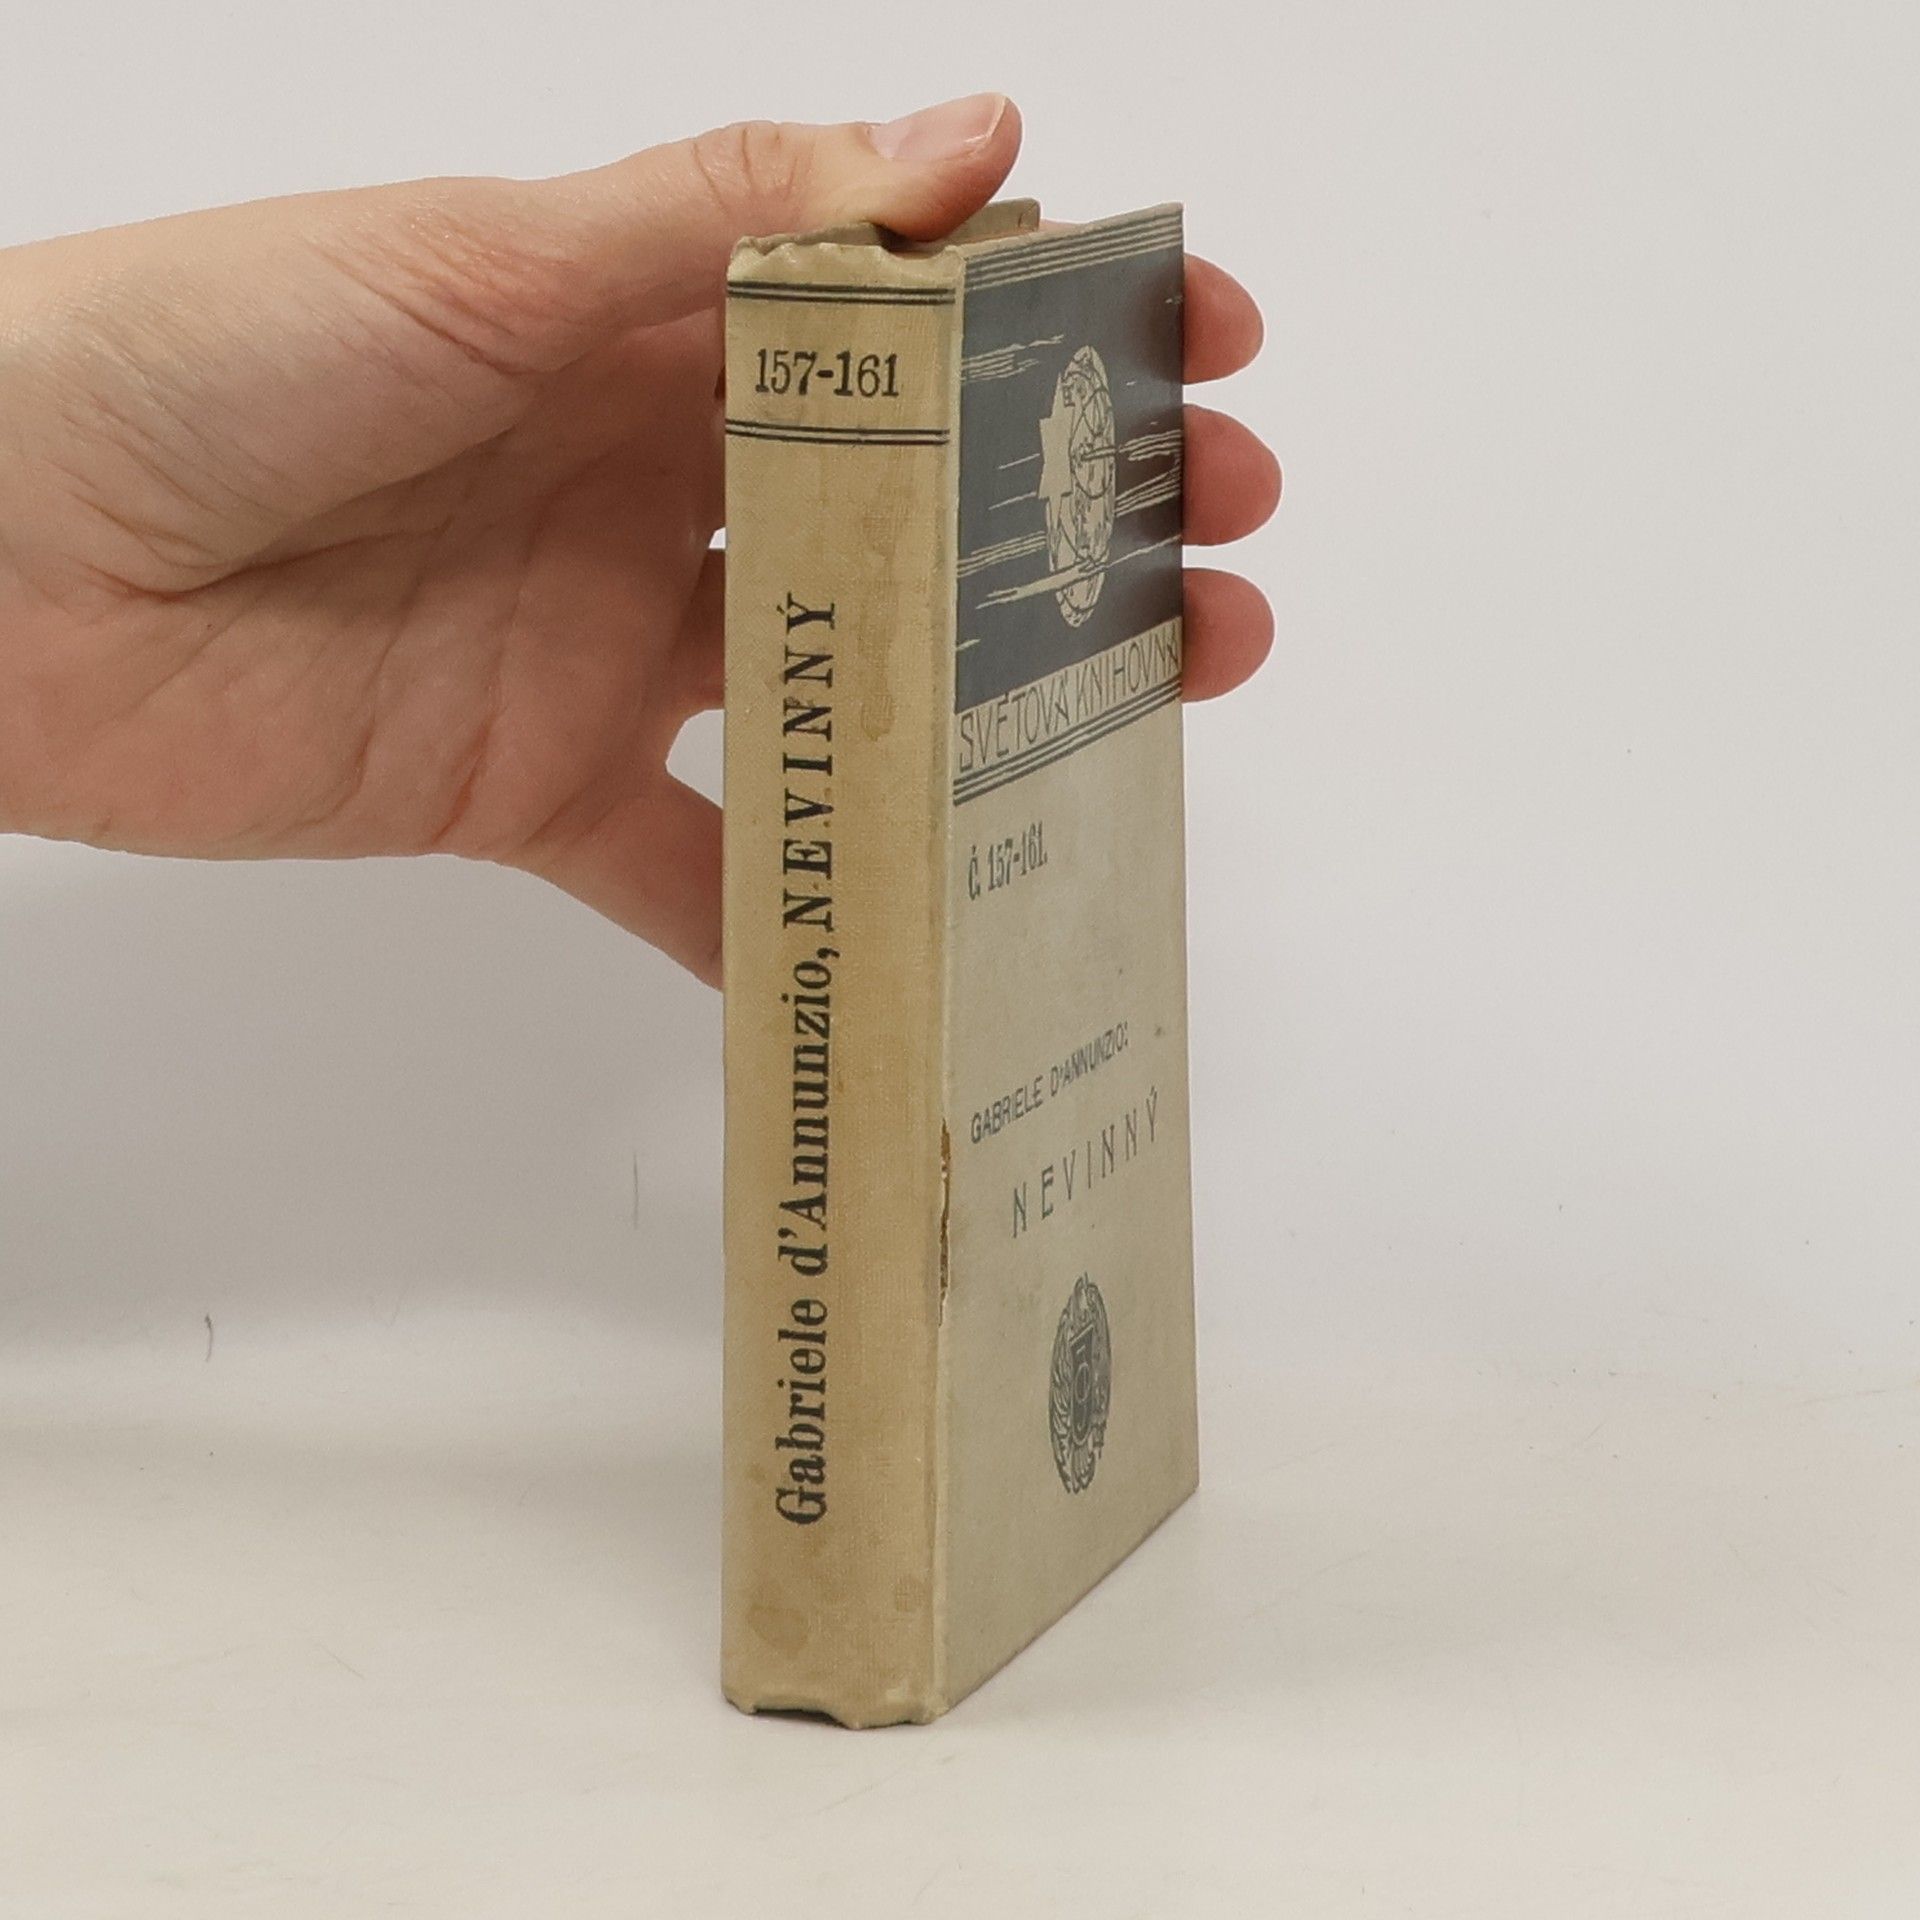 157-161
Gabriele d'Annunzio, NEVINNÝ
SVĚTOVÁ KNIHOVNA
Č. 157-161.
GABRIELE D'ANNUNZIO:
NEVINNÝ